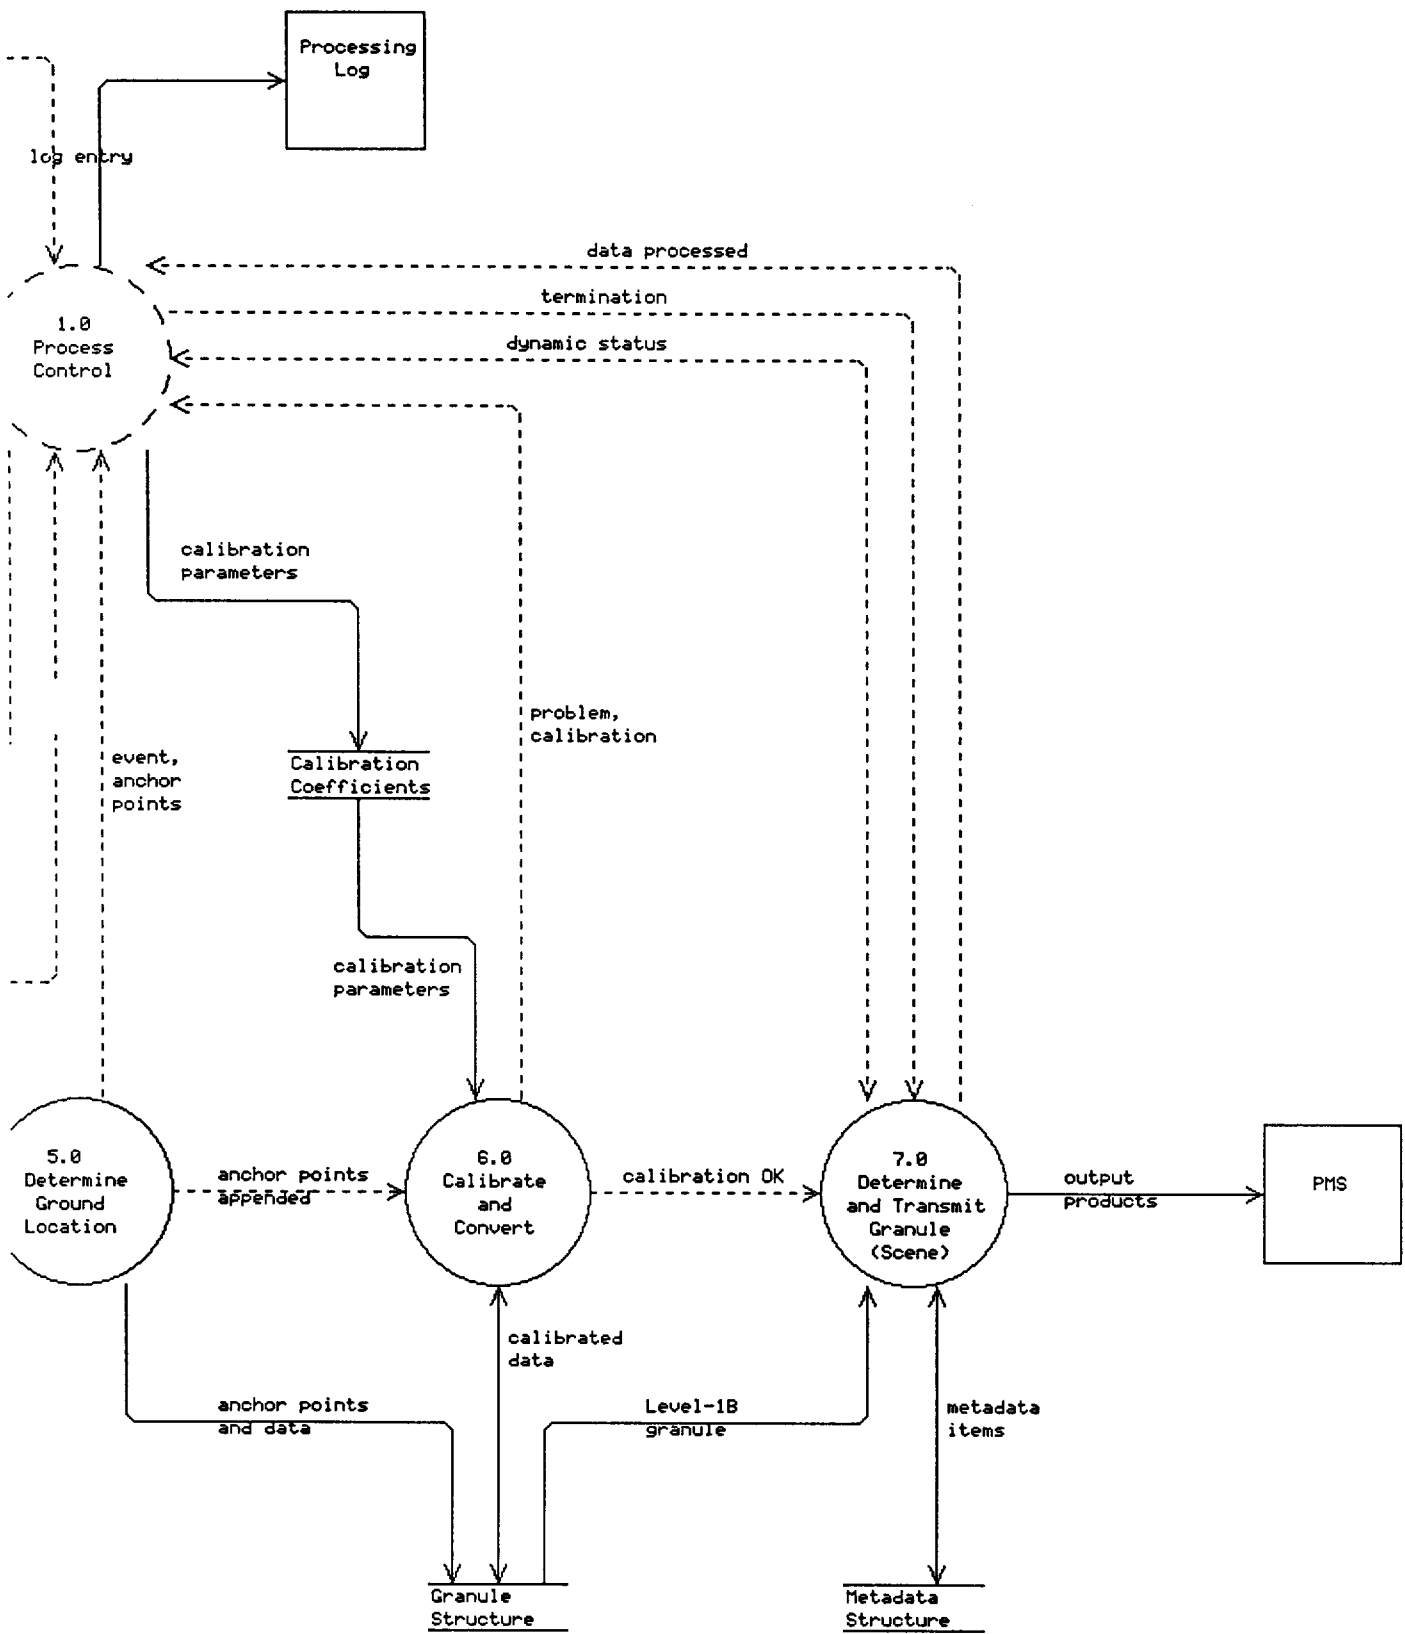 Processing
Log
log entry
data processed
termination
dynamic status
1.0
Process
Control
calibration
parameters
problem,
calibration
event,
anchor
points
Calibration
Coefficients
calibration
parameters
5.0
Determine
Ground
Location
anchor points
appended
6.0
Calibrate
and
Convert
calibration OK
7.0
Determine
and Transmit
Granule
(Scene)
output
products
PMS
calibrated
data
anchor points
and data
Level-1B
granule
metadata
items
Granule
Structure
Metadata
Structure